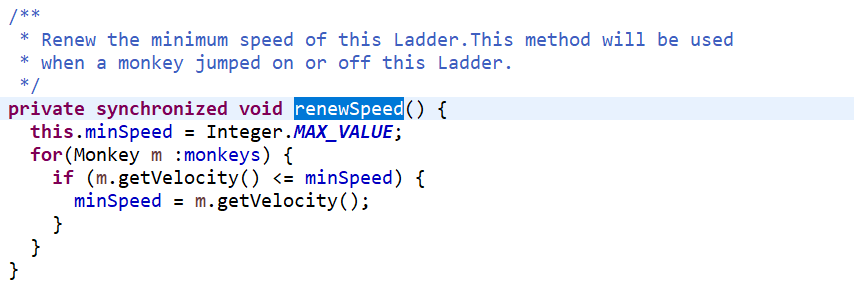 /**
 * Renew the minimum speed of this Ladder.This method will be used
 * when a monkey jumped on or off this Ladder.
 */
private synchronized void renewSpeed() {
  this.minSpeed = Integer.MAX_VALUE;
  for(Monkey m :monkeys) {
    if (m.getVelocity() <= minSpeed) {
      minSpeed = m.getVelocity();
    }
  }
}